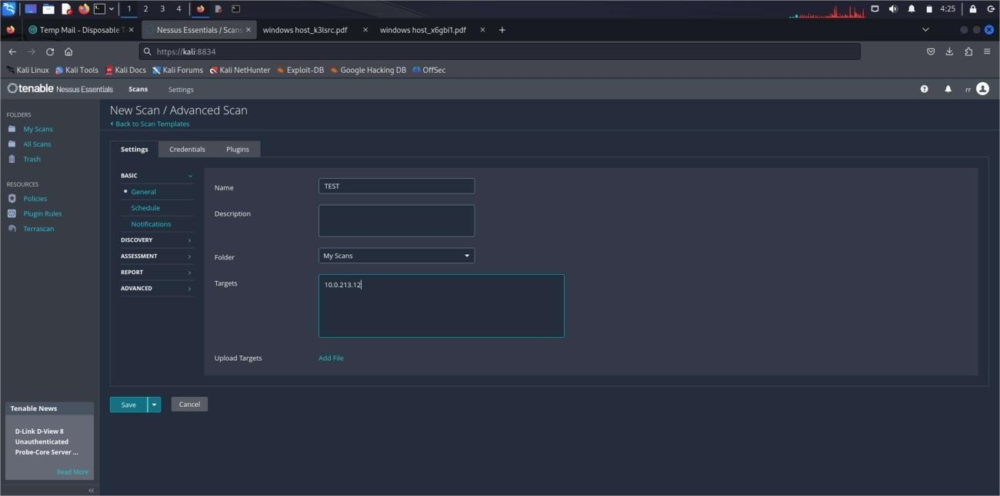 1 2 3 4 4:25
Temp Mail - Disposable T Nessus Essentials / Scans windows host_k3lsrc.pdf windows host_x6gbi1.pdf
https://kali:8834
Kali Linux Kali Tools Kali Docs Kali Forums Kali NetHunter Exploit-DB Google Hacking DB OffSec
tenable Nessus Essentials Scans Settings rr
FOLDERS
My Scans
All Scans
Trash
RESOURCES
Policies
Plugin Rules
Terrascan
New Scan / Advanced Scan
Back to Scan Templates
Settings Credentials Plugins
BASIC
General
Schedule
Notifications
DISCOVERY
ASSESSMENT
REPORT
ADVANCED
Name TEST
Description
Folder My Scans
Targets 10.0.213.12
Upload Targets Add File
Save Cancel
Tenable News
D-Link D-View 8
Unauthenticated
Probe-Core Server ...
Read More